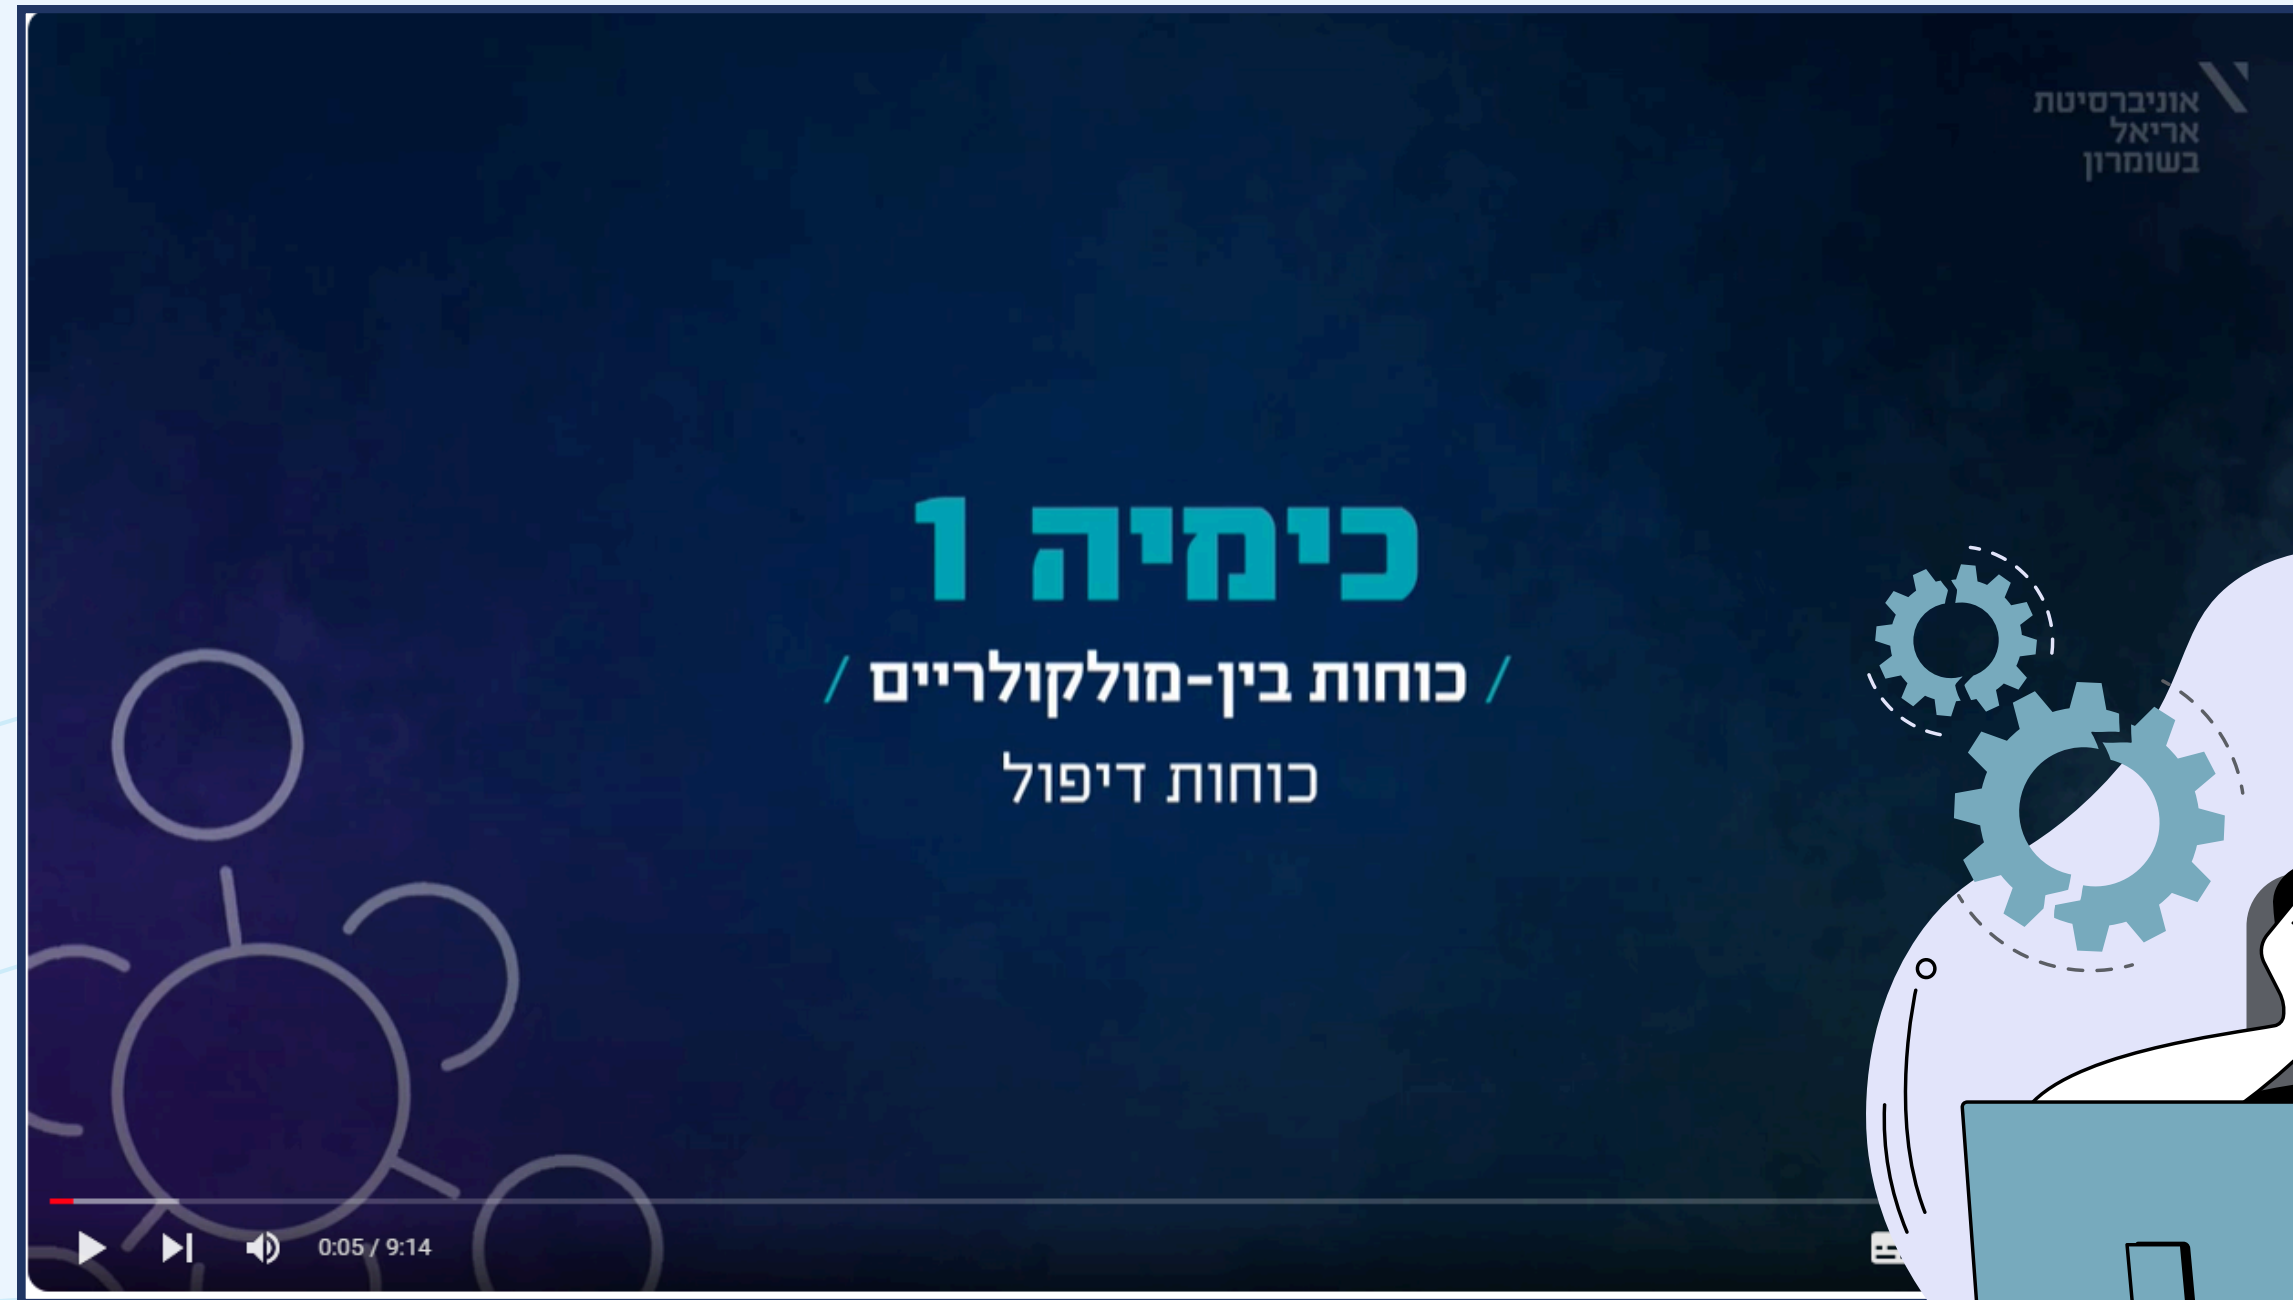 אוניברסיטת
אריאל
בשומרון
כימיה 1
/ כוחות בין-מולקולריים /
כוחות דיפול
0:05 / 9:14